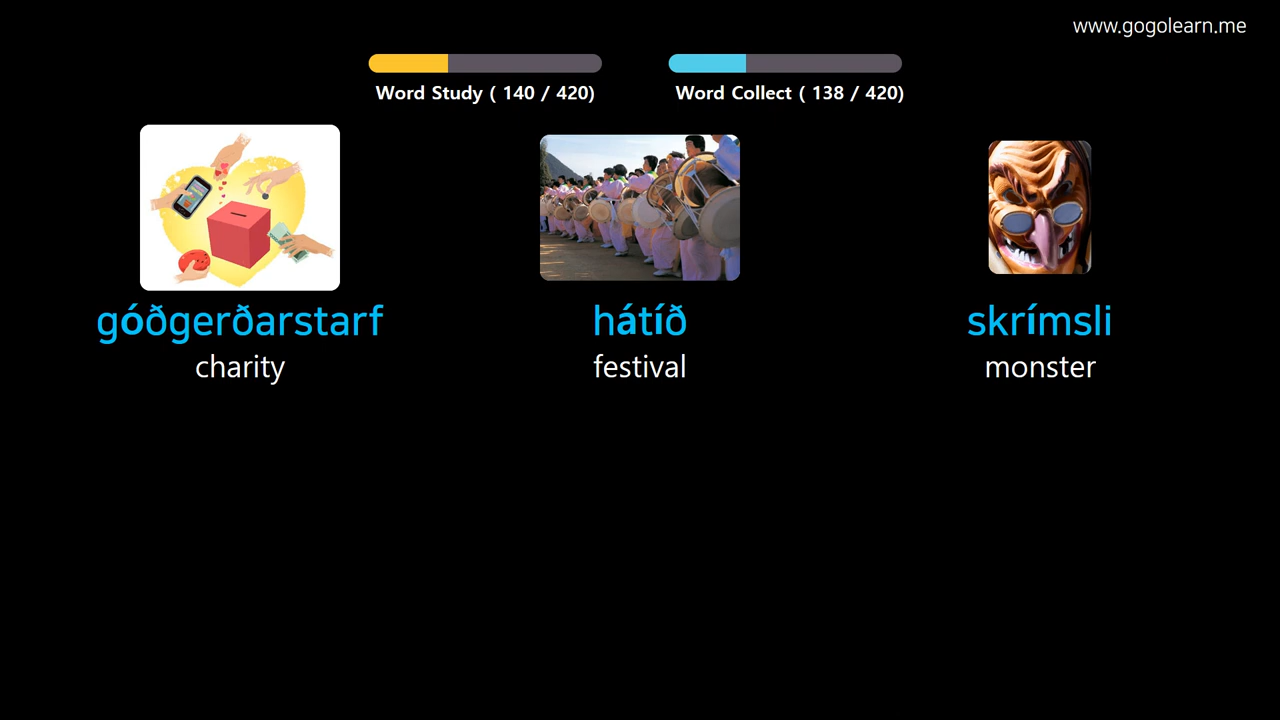 www.gogolearn.me
Word Study ( 140 / 420)
Word Collect ( 138 / 420)
góðgerðarstarf
hátíð
skrímsli
charity
festival
monster